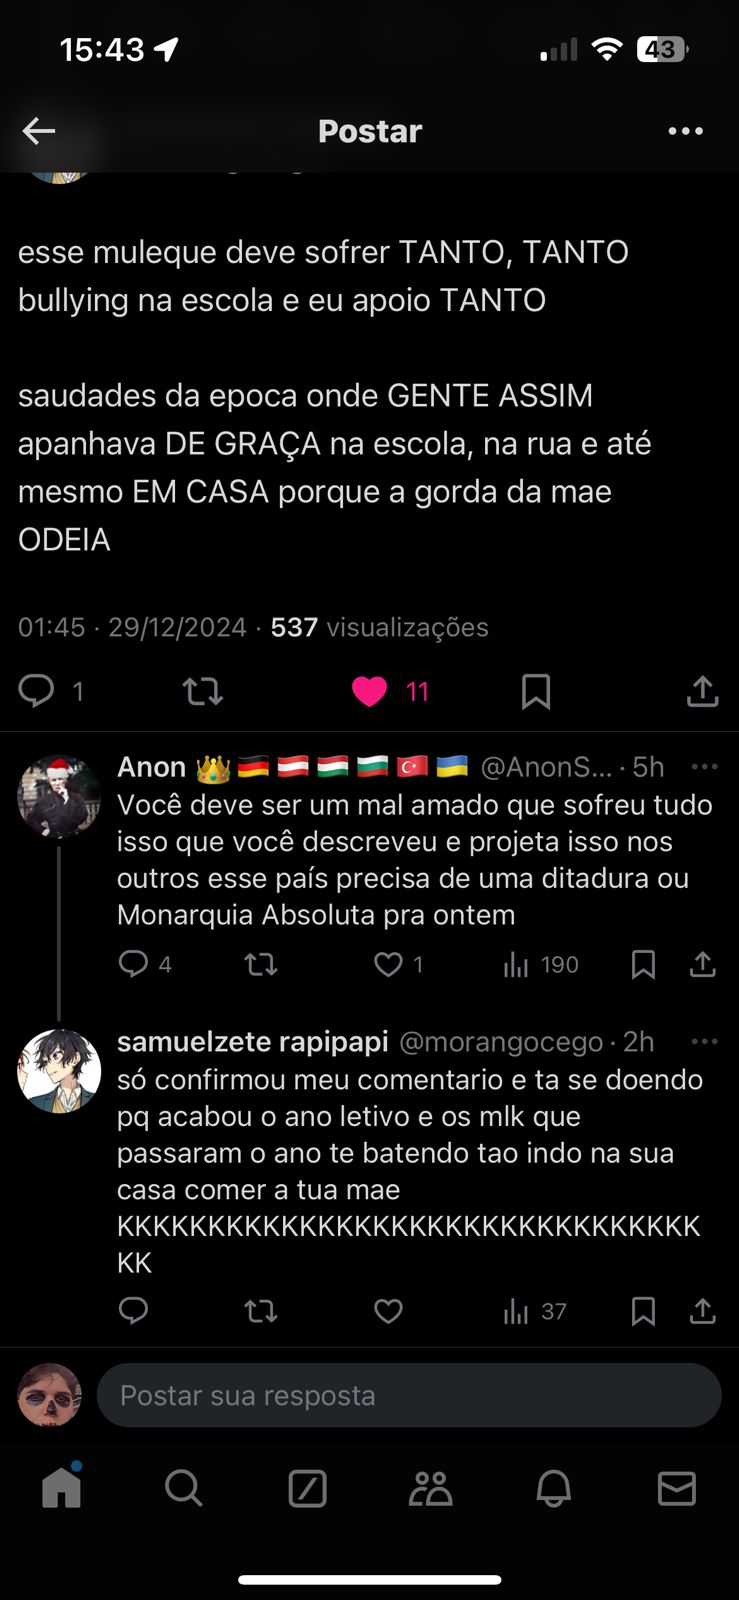 15:43
43
Postar
esse muleque deve sofrer TANTO, TANTO
bullying na escola e eu apoio TANTO
saudades da epoca onde GENTE ASSIM
apanhava DE GRAÇA na escola, na rua e até
mesmo EM CASA porque a gorda da mae
ODEIA
01:45 · 29/12/2024 · 537 visualizações
1 11
Anon 👑🇩🇪🇦🇹🇭🇺🇧🇬🇹🇷🇺🇦 @AnonS... · 5h
Você deve ser um mal amado que sofreu tudo
isso que você descreveu e projeta isso nos
outros esse país precisa de uma ditadura ou
Monarquia Absoluta pra ontem
4 1 190
samuelzete rapipapi @morangocego · 2h
só confirmou meu comentario e ta se doendo
pq acabou o ano letivo e os mlk que
passaram o ano te batendo tao indo na sua
casa comer a tua mae
KKKKKKKKKKKKKKKKKKKKKKKKKKKKKKKK
KK
37
Postar sua resposta